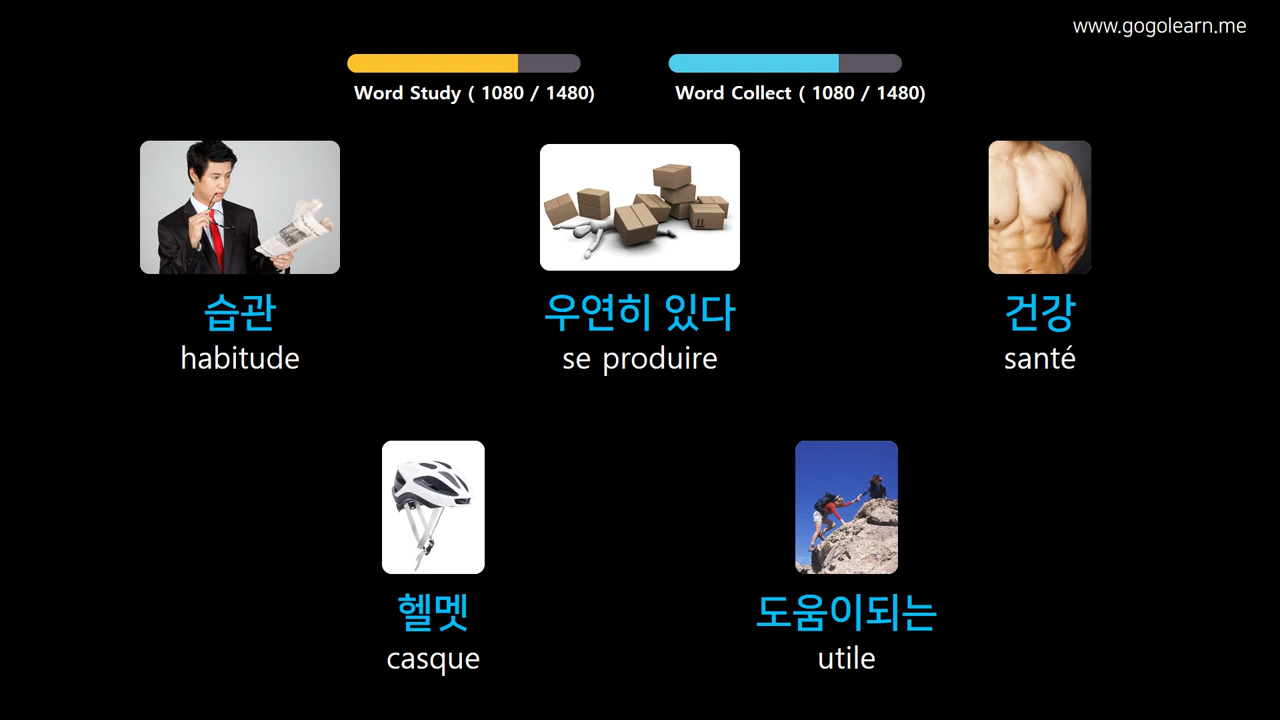 www.gogolearn.me
Word Study ( 1080 / 1480)
Word Collect ( 1080 / 1480)
습관
habitude
우연히 있다
se produire
건강
santé
헬멧
casque
도움이되는
utile